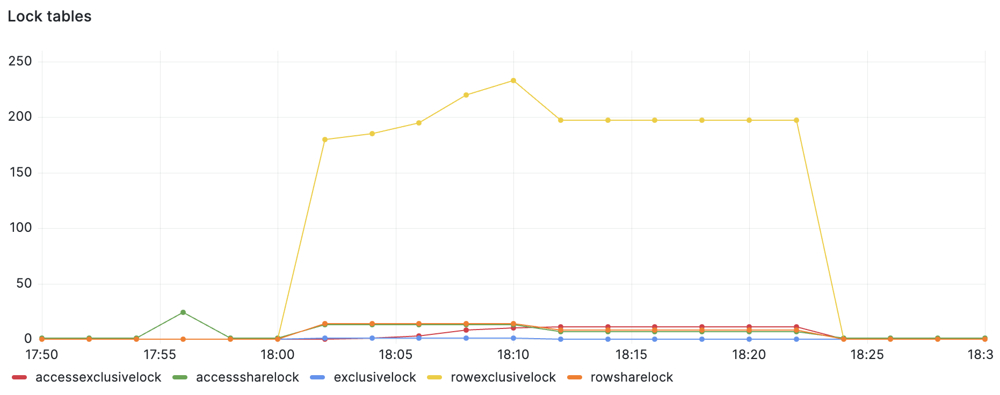 Lock tables
250
200
150
100
50
0
17:50 17:55 18:00 18:05 18:10 18:15 18:20 18:25 18:3
accessexclusivelock accesssharelock exclusivelock rowexclusivelock rowsharelock